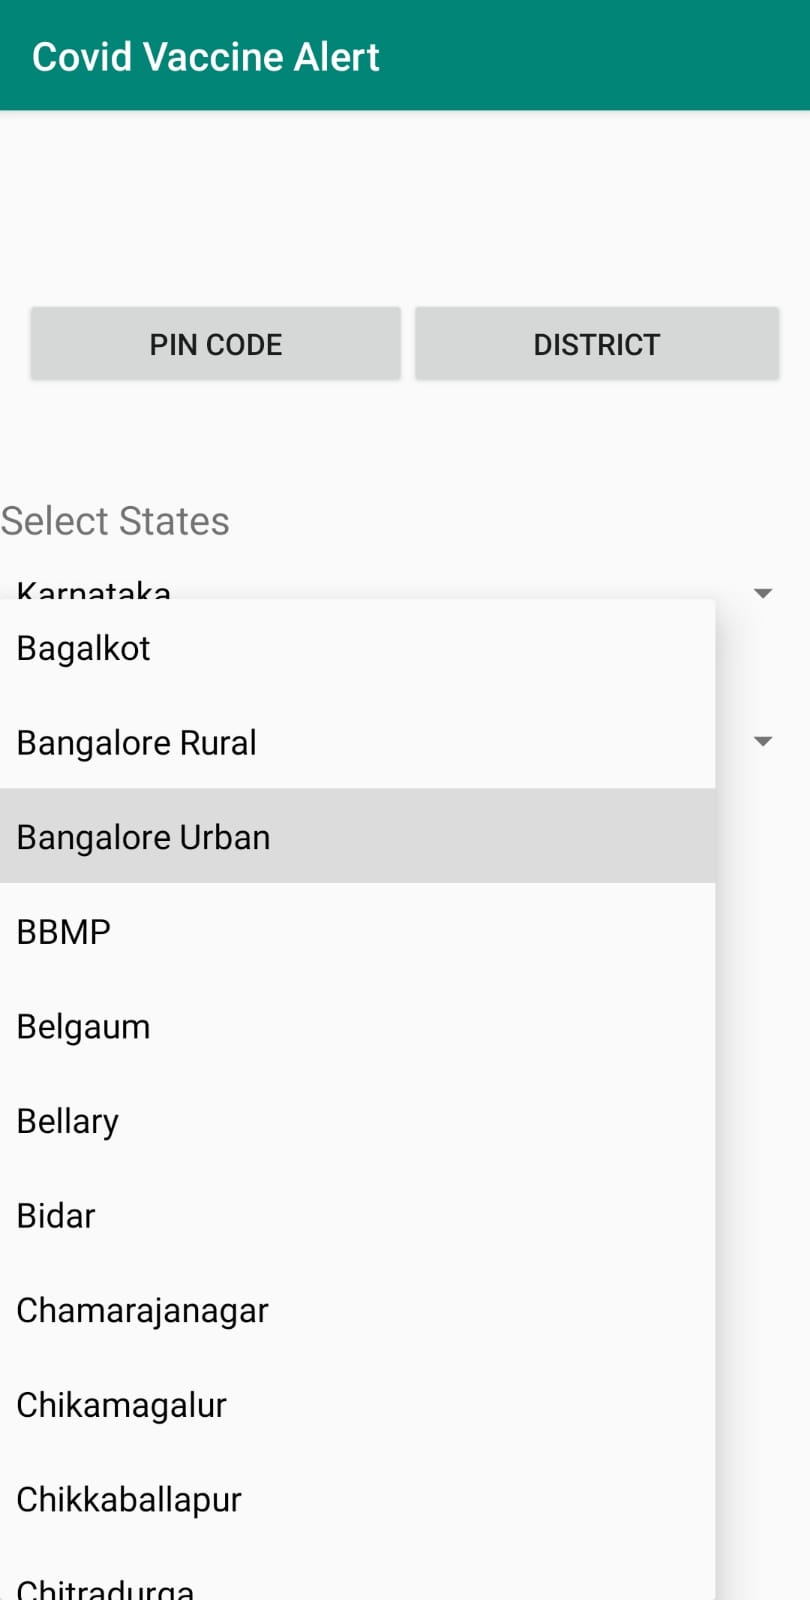 Covid Vaccine Alert
PIN CODE
DISTRICT
Select States
Karnataka
Bagalkot
Bangalore Rural
Bangalore Urban
BBMP
Belgaum
Bellary
Bidar
Chamarajanagar
Chikamagalur
Chikkaballapur
Chitradurga